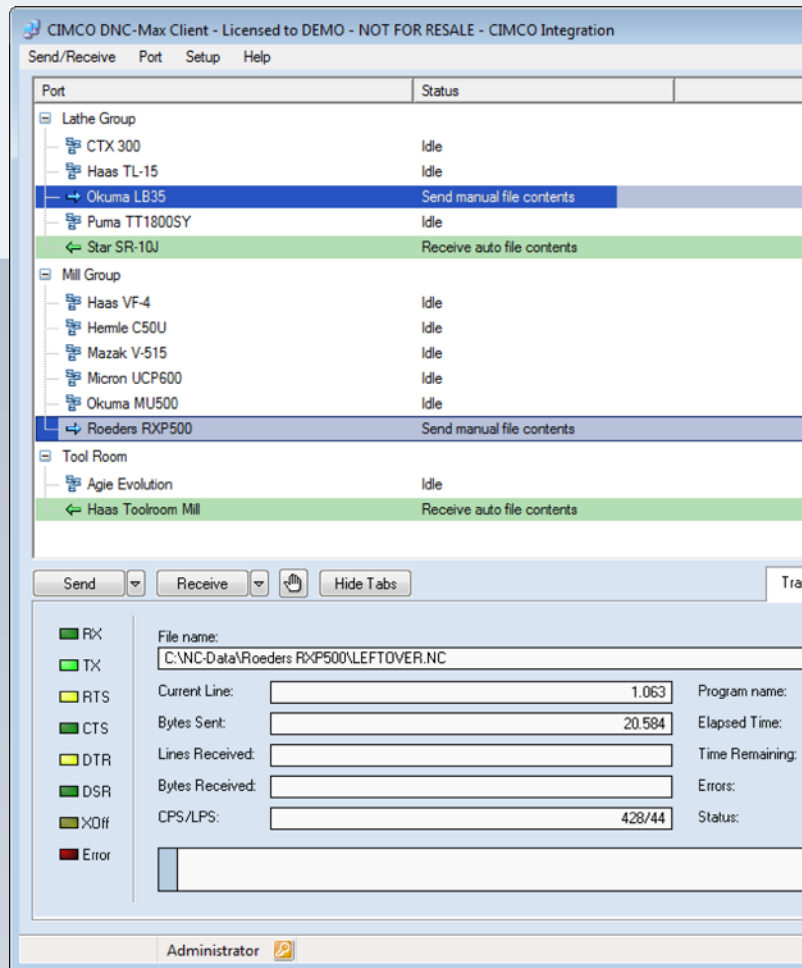 CIMCO DNC-Max Client - Licensed to DEMO - NOT FOR RESALE - CIMCO Integration
Send/Receive Port Setup Help
Port Status
Lathe Group
CTX 300 Idle
Haas TL-15 Idle
Okuma LB35 Send manual file contents
Puma TT1800SY Idle
Star SR-10J Receive auto file contents
Mill Group
Haas VF-4 Idle
Hermle C50U Idle
Mazak V-515 Idle
Micron UCP600 Idle
Okuma MU500 Idle
Roeders RXP500 Send manual file contents
Tool Room
Agie Evolution Idle
Haas Toolroom Mill Receive auto file contents
Send Receive Hide Tabs Tra
RX File name:
C:\NC-Data\Roeders RXP500\LEFTOVER.NC
TX
RTS Current Line: 1.063 Program name:
CTS Bytes Sent: 20.584 Elapsed Time:
DTR Lines Received: Time Remaining:
DSR Bytes Received: Errors:
XOff CPS/LPS: 428/44 Status:
Error
Administrator